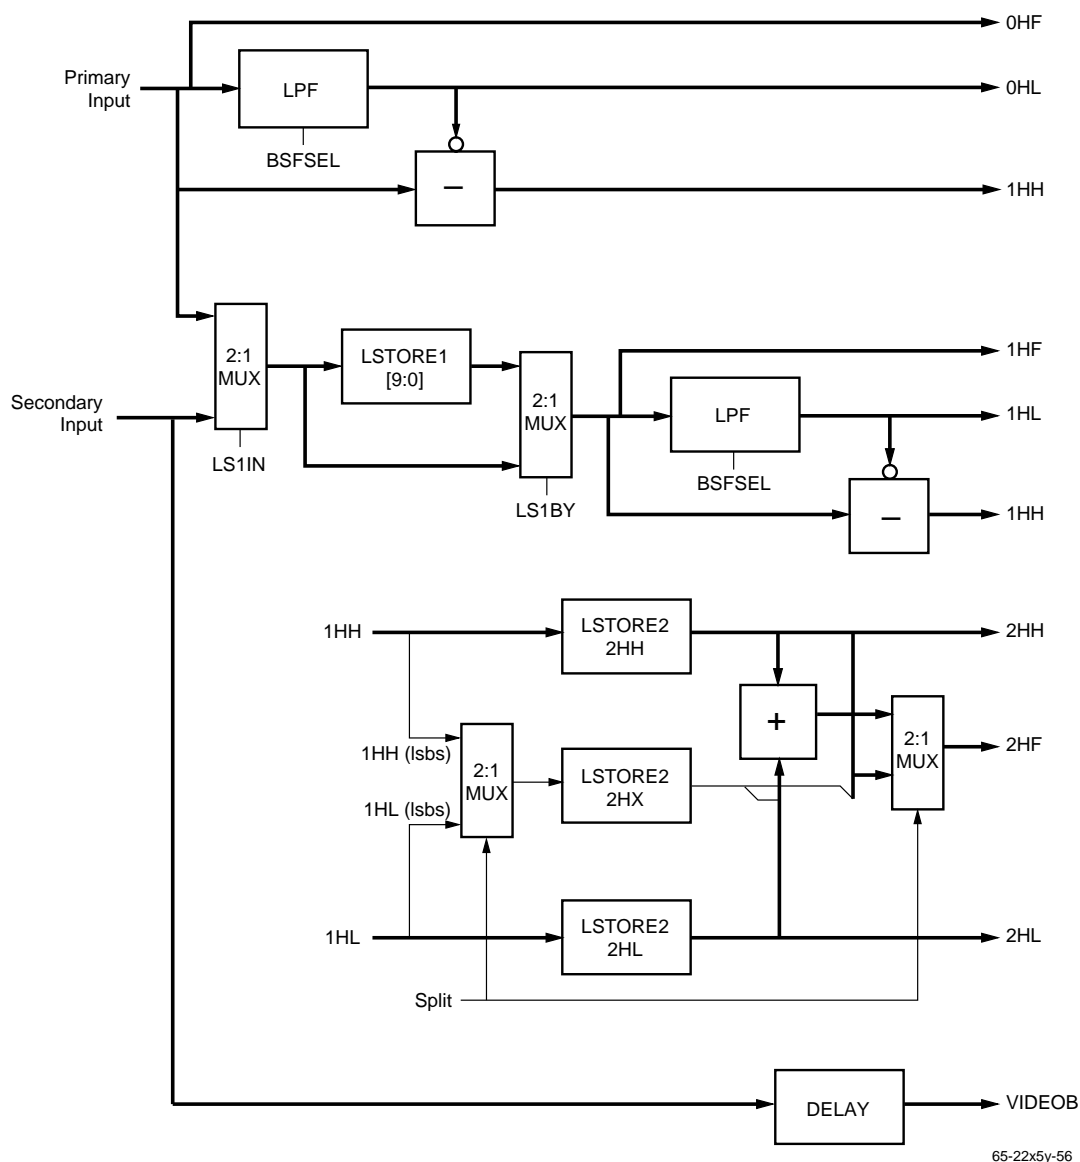 0HF
Primary
Input
LPF
0HL
BSFSEL
−
1HH
2:1
MUX
LSTORE1
[9:0]
2:1
MUX
1HF
Secondary
Input
LPF
1HL
LS1IN
BSFSEL
LS1BY
−
1HH
1HH
LSTORE2
2HH
2HH
+
1HH (lsbs)
2:1
MUX
LSTORE2
2HX
2:1
MUX
2HF
1HL (lsbs)
1HL
LSTORE2
2HL
2HL
Split
DELAY
VIDEOB
65-22x5y-56